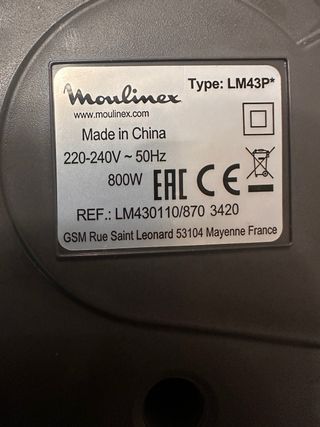 Moulinex
Type: LM43P*
www.moulinex.com
Made in China
220-240V ~ 50Hz
800W
EAC CE
REF.: LM430110/870 3420
GSM Rue Saint Leonard 53104 Mayenne France